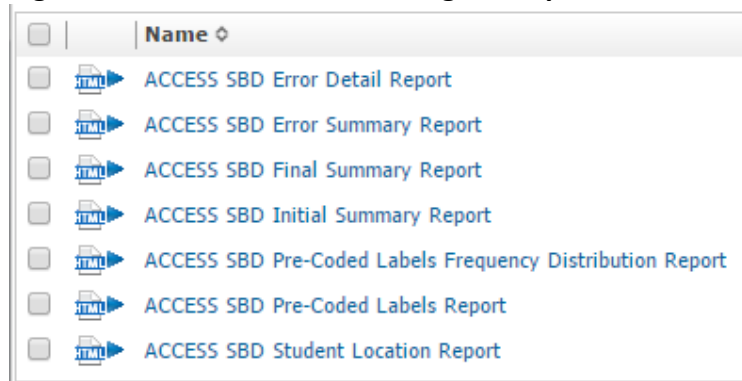 Name
ACCESS SBD Error Detail Report
ACCESS SBD Error Summary Report
ACCESS SBD Final Summary Report
ACCESS SBD Initial Summary Report
ACCESS SBD Pre-Coded Labels Frequency Distribution Report
ACCESS SBD Pre-Coded Labels Report
ACCESS SBD Student Location Report